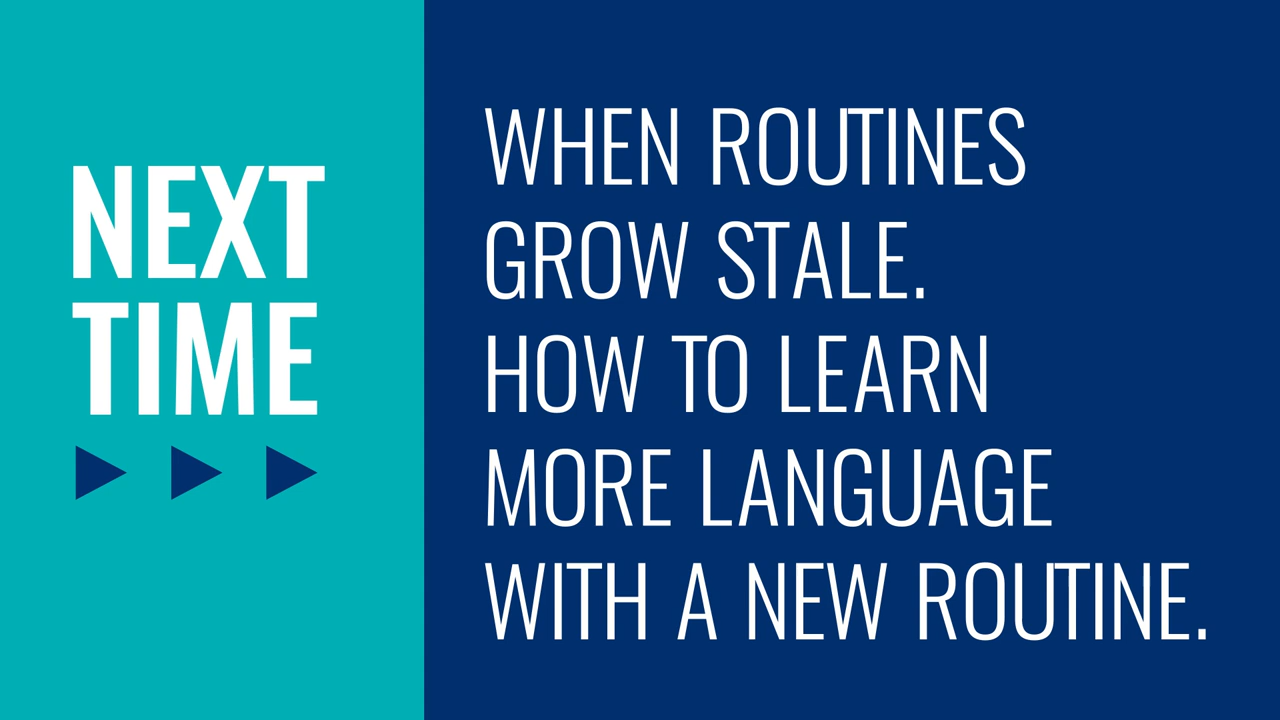 NEXT
TIME
WHEN ROUTINES
GROW STALE.
HOW TO LEARN
MORE LANGUAGE
WITH A NEW ROUTINE.